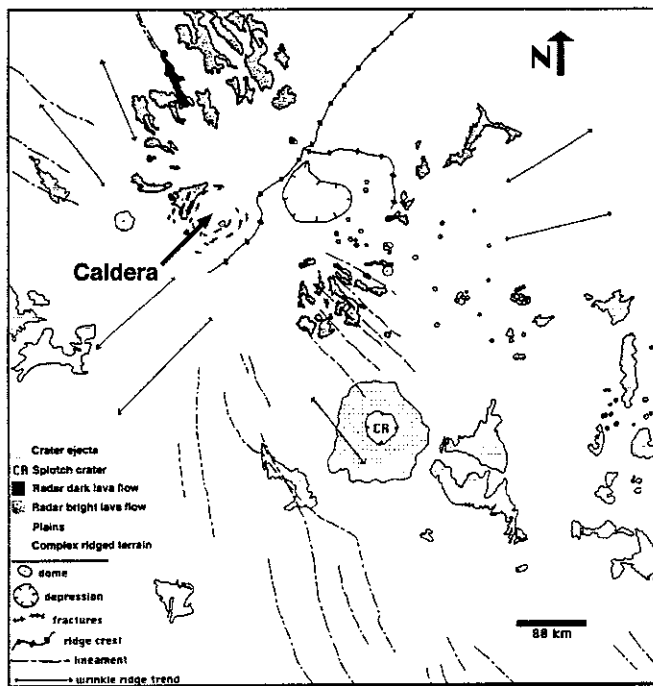 N
Caldera
CR
Crater ejecta
CR Splotch crater
Radar dark lava flow
Radar bright lava flow
Plains
Complex ridged terrain
dome
depression
fractures
ridge crest
lineament
wrinkle ridge trend
88 km